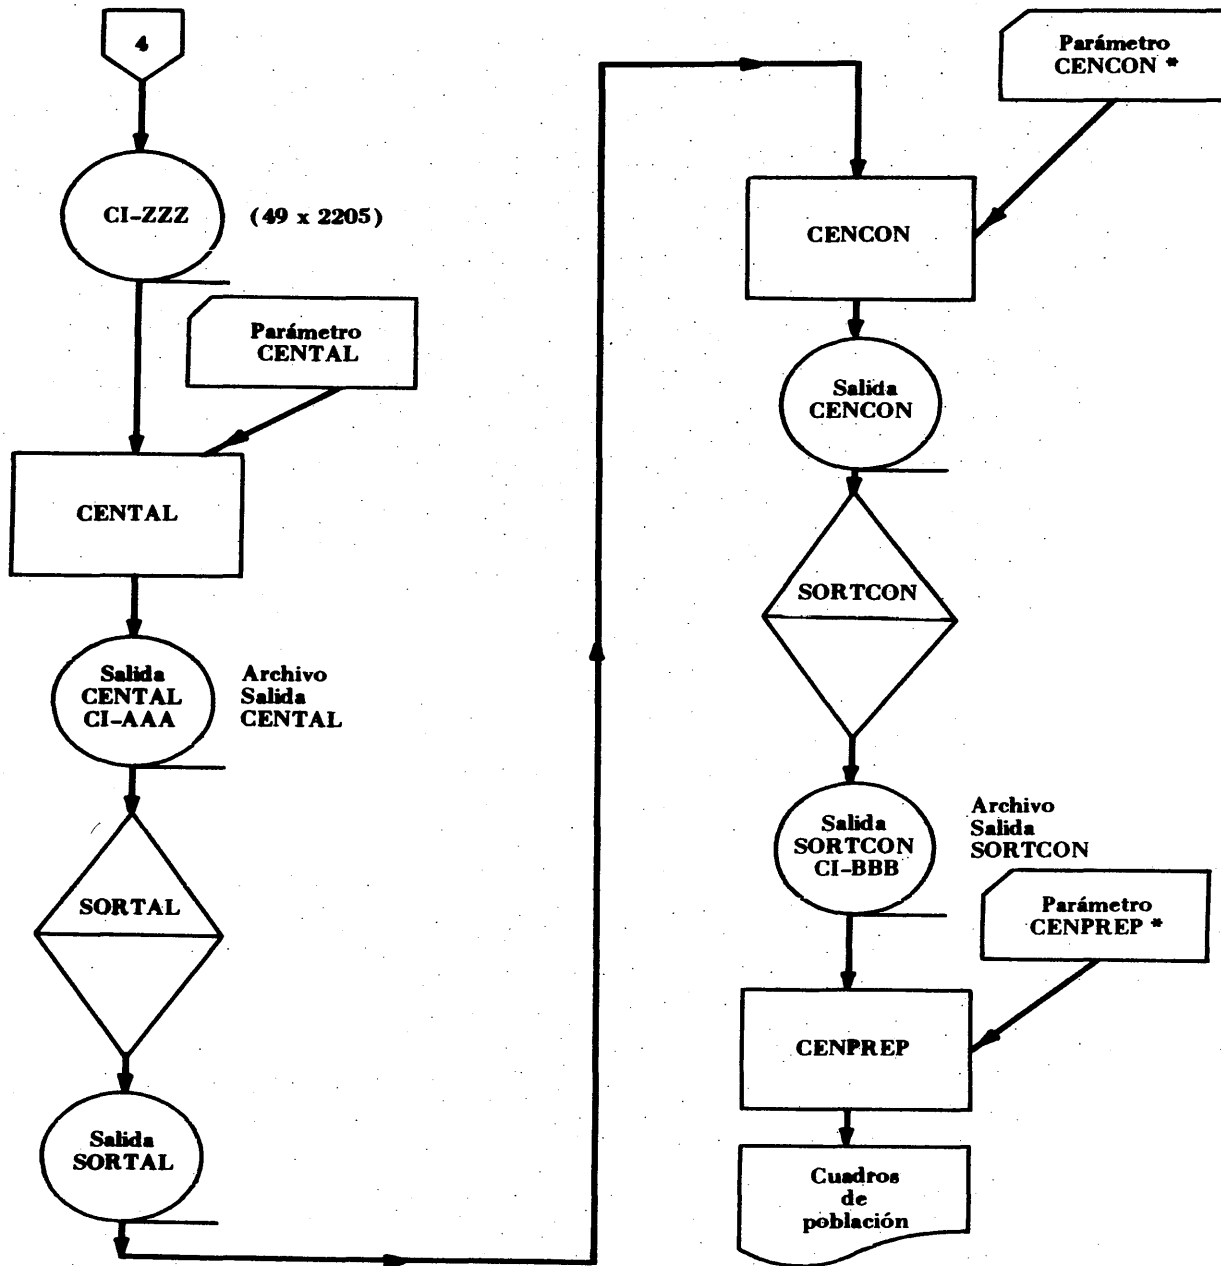 4
CI-ZZZ
(49 x 2205)
Parámetro
CENTAL
CENTAL
Salida
CENTAL
CI-AAA
Archivo
Salida
CENTAL
SORTAL
Salida
SORTAL
Parámetro
CENCON *
CENCON
Salida
CENCON
SORTCON
Salida
SORTCON
CI-BBB
Archivo
Salida
SORTCON
Parámetro
CENPREP *
CENPREP
Cuadros
de
población